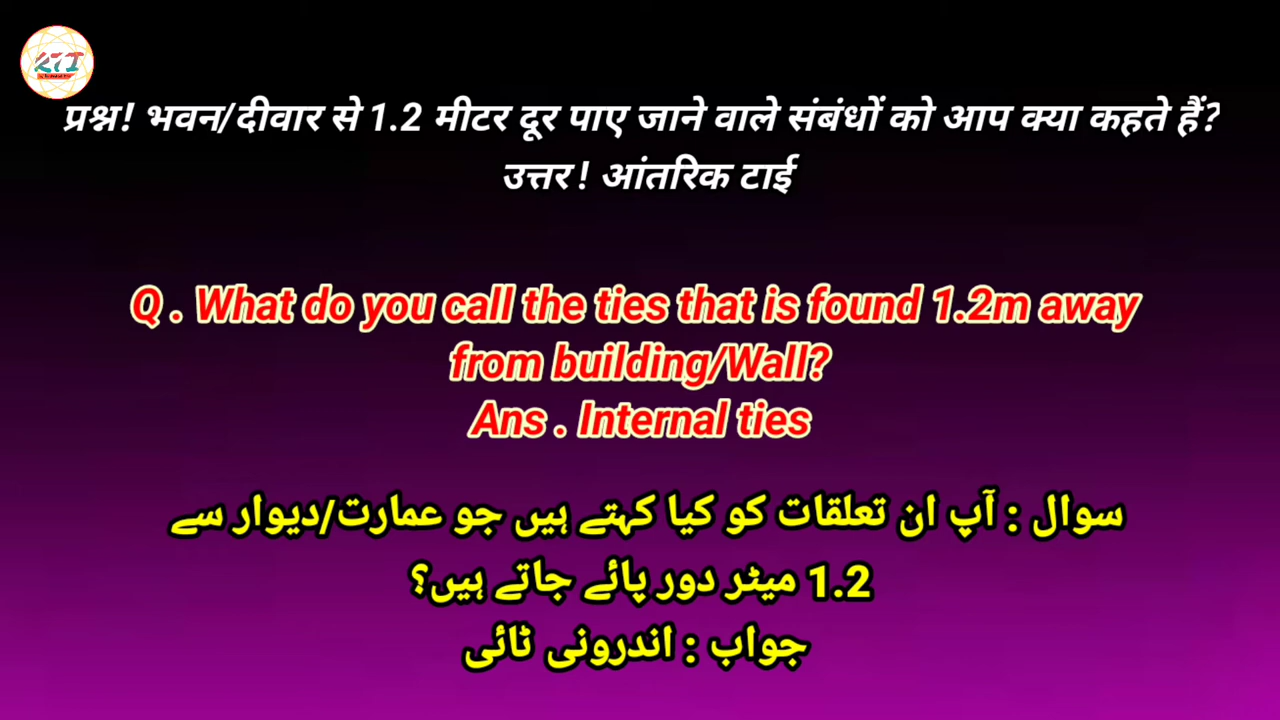 KTI
प्रश्न! भवन/दीवार से 1.2 मीटर दूर पाए जाने वाले संबंधों को आप क्या कहते हैं?
उत्तर! आंतरिक टाई
Q . What do you call the ties that is found 1.2m away
from building/Wall?
Ans . Internal ties
سوال : آپ ان تعلقات کو کیا کہتے ہیں جو عمارت/دیوار سے
1.2 میٹر دور پائے جاتے ہیں؟
جواب : اندرونی ٹائی